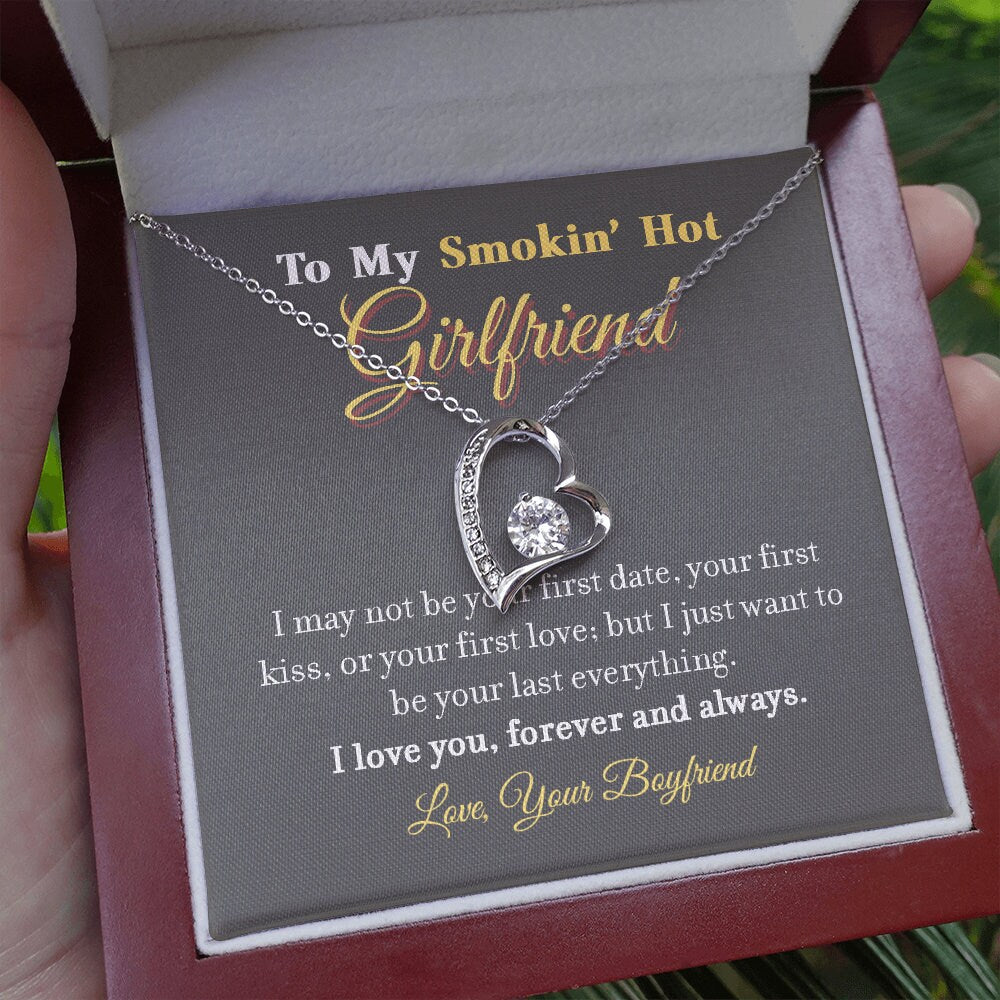 To My Smokin' Hot
Girlfriend
I may not be your first date, your first
kiss, or your first love; but I just want to
be your last everything.
I love you, forever and always.
Love, Your Boyfriend